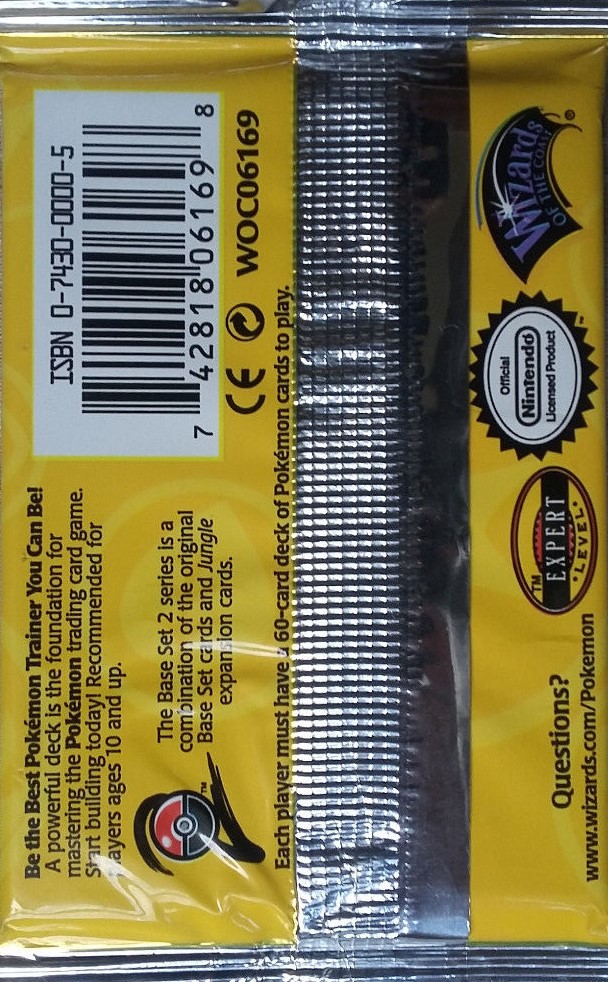 Be the Best Pokémon Trainer You Can Be!
A powerful deck is the foundation for
mastering the Pokémon trading card game.
Start building today! Recommended for
players ages 10 and up.
The Base Set 2 series is a
combination of the original
Base Set cards and Jungle
expansion cards.
TM
Each player must have a 60-card deck of Pokémon cards to play.
ISBN 0-7430-0000-5
7 42818 06169 8
CE WOC06169
Questions?
www.wizards.com/Pokemon
TM
EXPERT
•LEVEL•
Official
Nintendo
Licensed Product
TM
Wizards
OF THE COAST
®